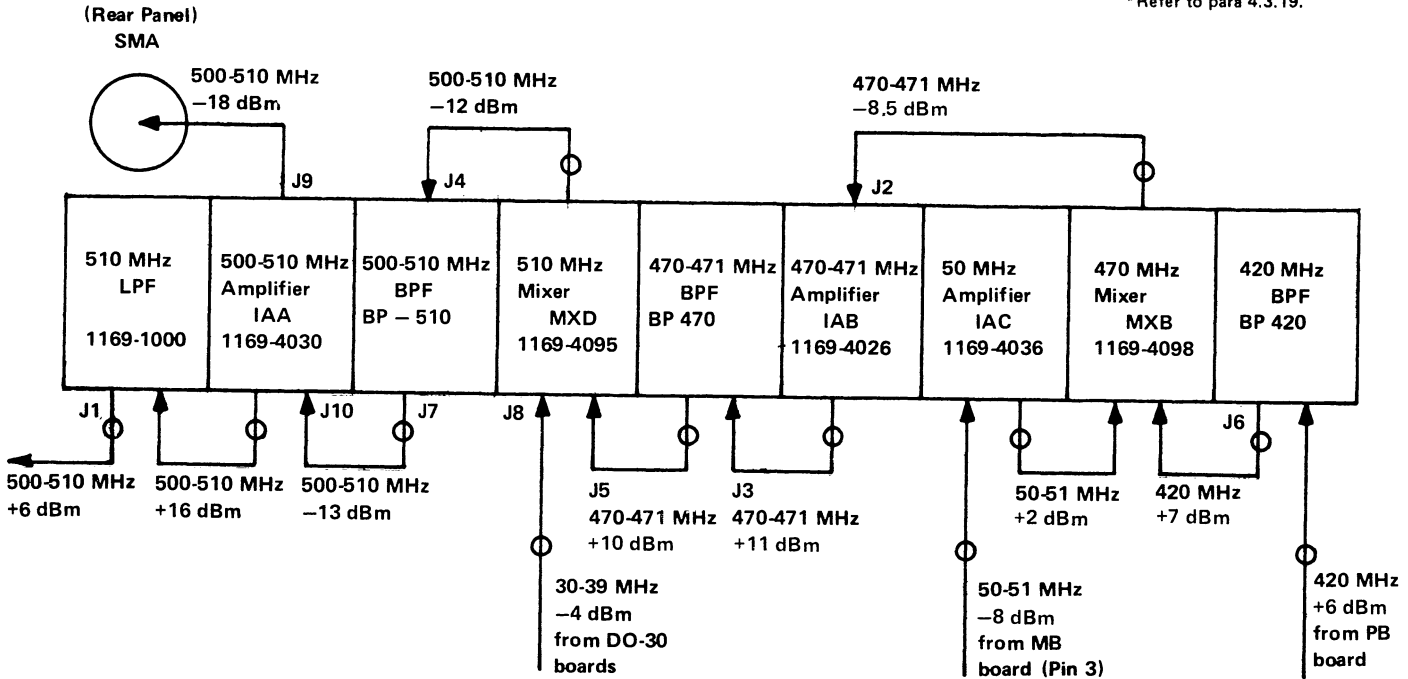 *Refer to para 4.3.19.
(Rear Panel)
SMA
500-510 MHz
−18 dBm
500-510 MHz
−12 dBm
470-471 MHz
−8,5 dBm
J9
J4
J2
510 MHz
LPF
1169-1000
500-510 MHz
Amplifier
IAA
1169-4030
500-510 MHz
BPF
BP − 510
510 MHz
Mixer
MXD
1169-4095
470-471 MHz
BPF
BP 470
470-471 MHz
Amplifier
IAB
1169-4026
50 MHz
Amplifier
IAC
1169-4036
470 MHz
Mixer
MXB
1169-4098
420 MHz
BPF
BP 420
J1
J10
J7
J8
J6
500-510 MHz
+6 dBm
500-510 MHz
+16 dBm
500-510 MHz
−13 dBm
J5
470-471 MHz
+10 dBm
J3
470-471 MHz
+11 dBm
50-51 MHz
+2 dBm
420 MHz
+7 dBm
30-39 MHz
−4 dBm
from DO-30
boards
50-51 MHz
−8 dBm
from MB
board (Pin 3)
420 MHz
+6 dBm
from PB
board